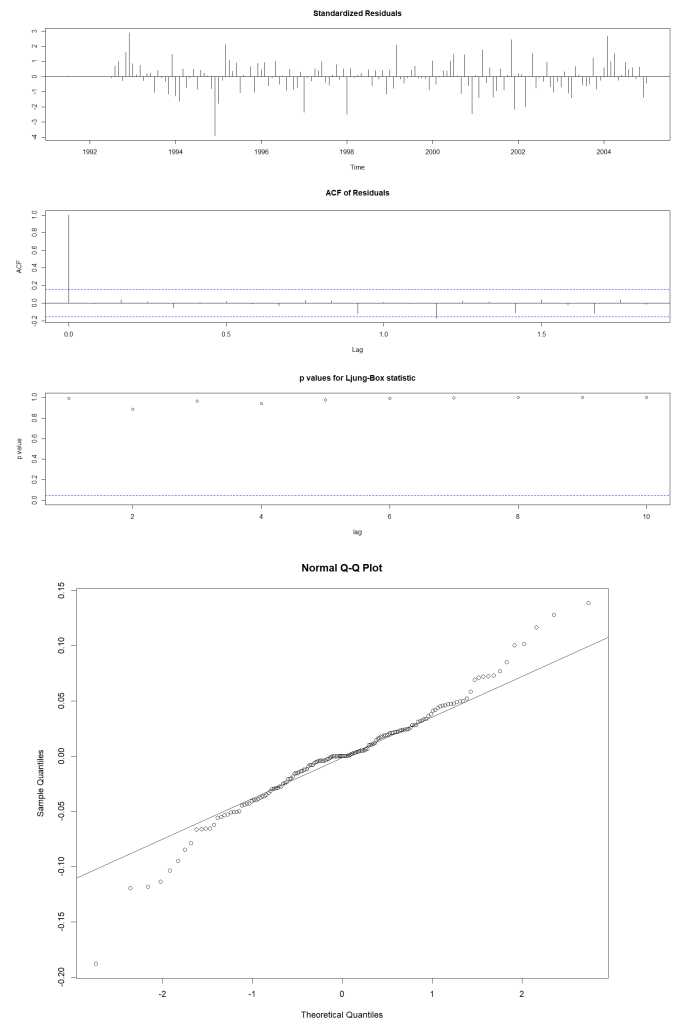 Standardized Residuals
3
2
1
0
-1
-2
-3
-4
1992 1994 1996 1998 2000 2002 2004
Time
ACF of Residuals
ACF
1.0
0.8
0.6
0.4
0.2
0.0
-0.2
0.0 0.5 1.0 1.5
Lag
p values for Ljung-Box statistic
p value
1.0
0.8
0.6
0.4
0.2
0.0
2 4 6 8 10
lag
Normal Q-Q Plot
Sample Quantiles
0.15
0.10
0.05
0.00
-0.05
-0.10
-0.15
-0.20
-2 -1 0 1 2
Theoretical Quantiles